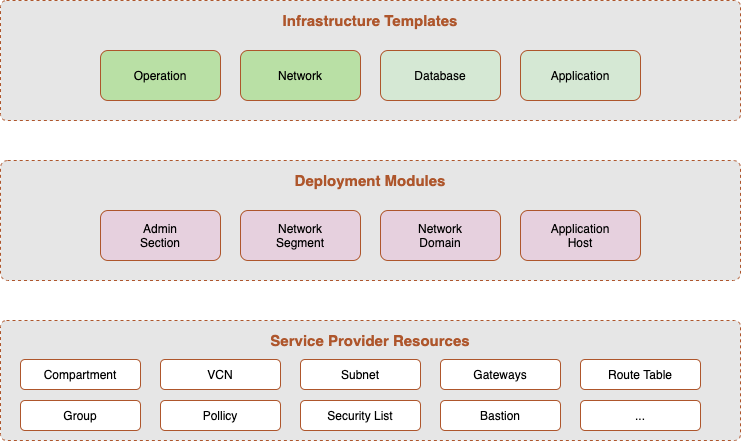 Infrastructure Templates
Operation
Network
Database
Application
Deployment Modules
Admin
Section
Network
Segment
Network
Domain
Application
Host
Service Provider Resources
Compartment
VCN
Subnet
Gateways
Route Table
Group
Pollicy
Security List
Bastion
...